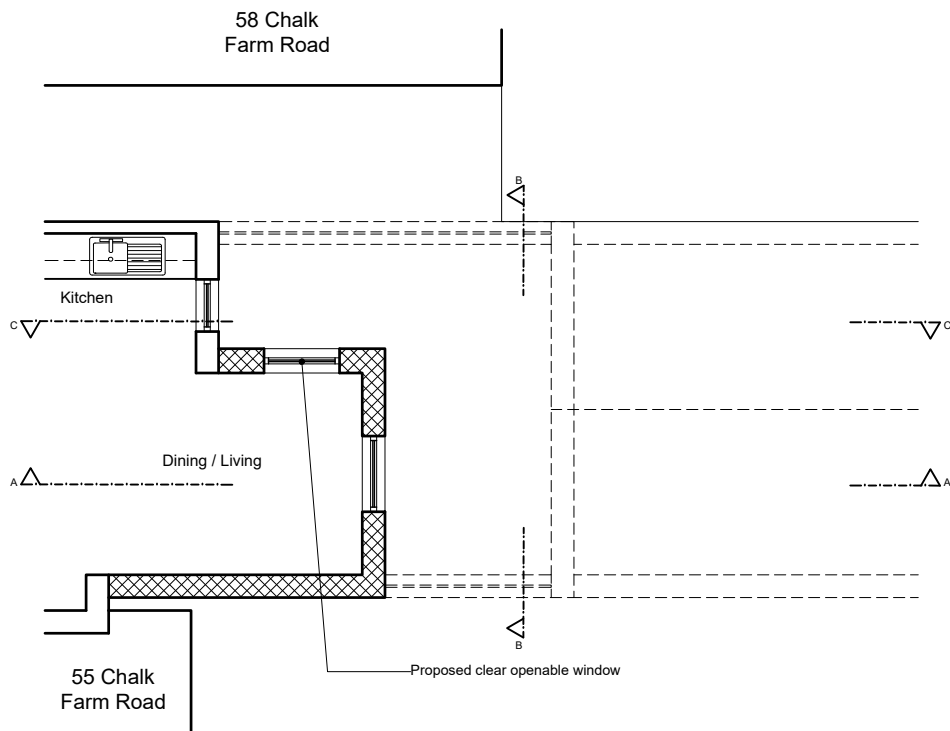 58 Chalk
Farm Road
B
Kitchen
C
C
Dining / Living
A
A
B
Proposed clear openable window
55 Chalk
Farm Road